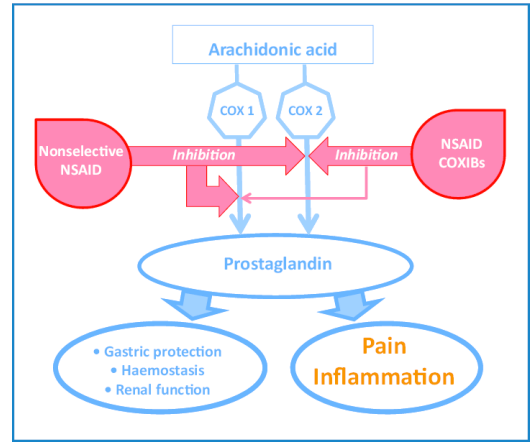 Arachidonic acid
COX 1
COX 2
Nonselective
NSAID
Inhibition
Inhibition
NSAID
COXIBs
Prostaglandin
• Gastric protection
• Haemostasis
• Renal function
Pain
Inflammation